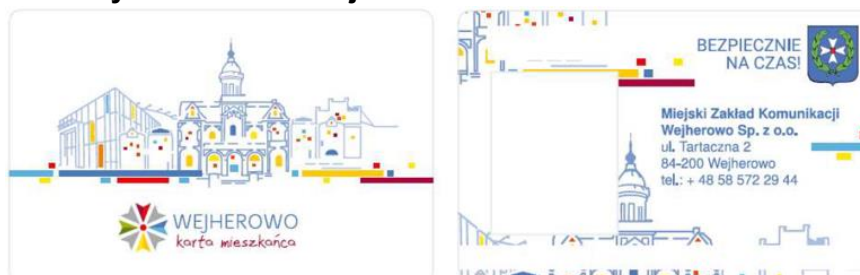 WEJHEROWO
karta mieszkańca
BEZPIECZNIE
NA CZAS!
Miejski Zakład Komunikacji
Wejherowo Sp. z o.o.
ul. Tartaczna 2
84-200 Wejherowo
tel.: + 48 58 572 29 44